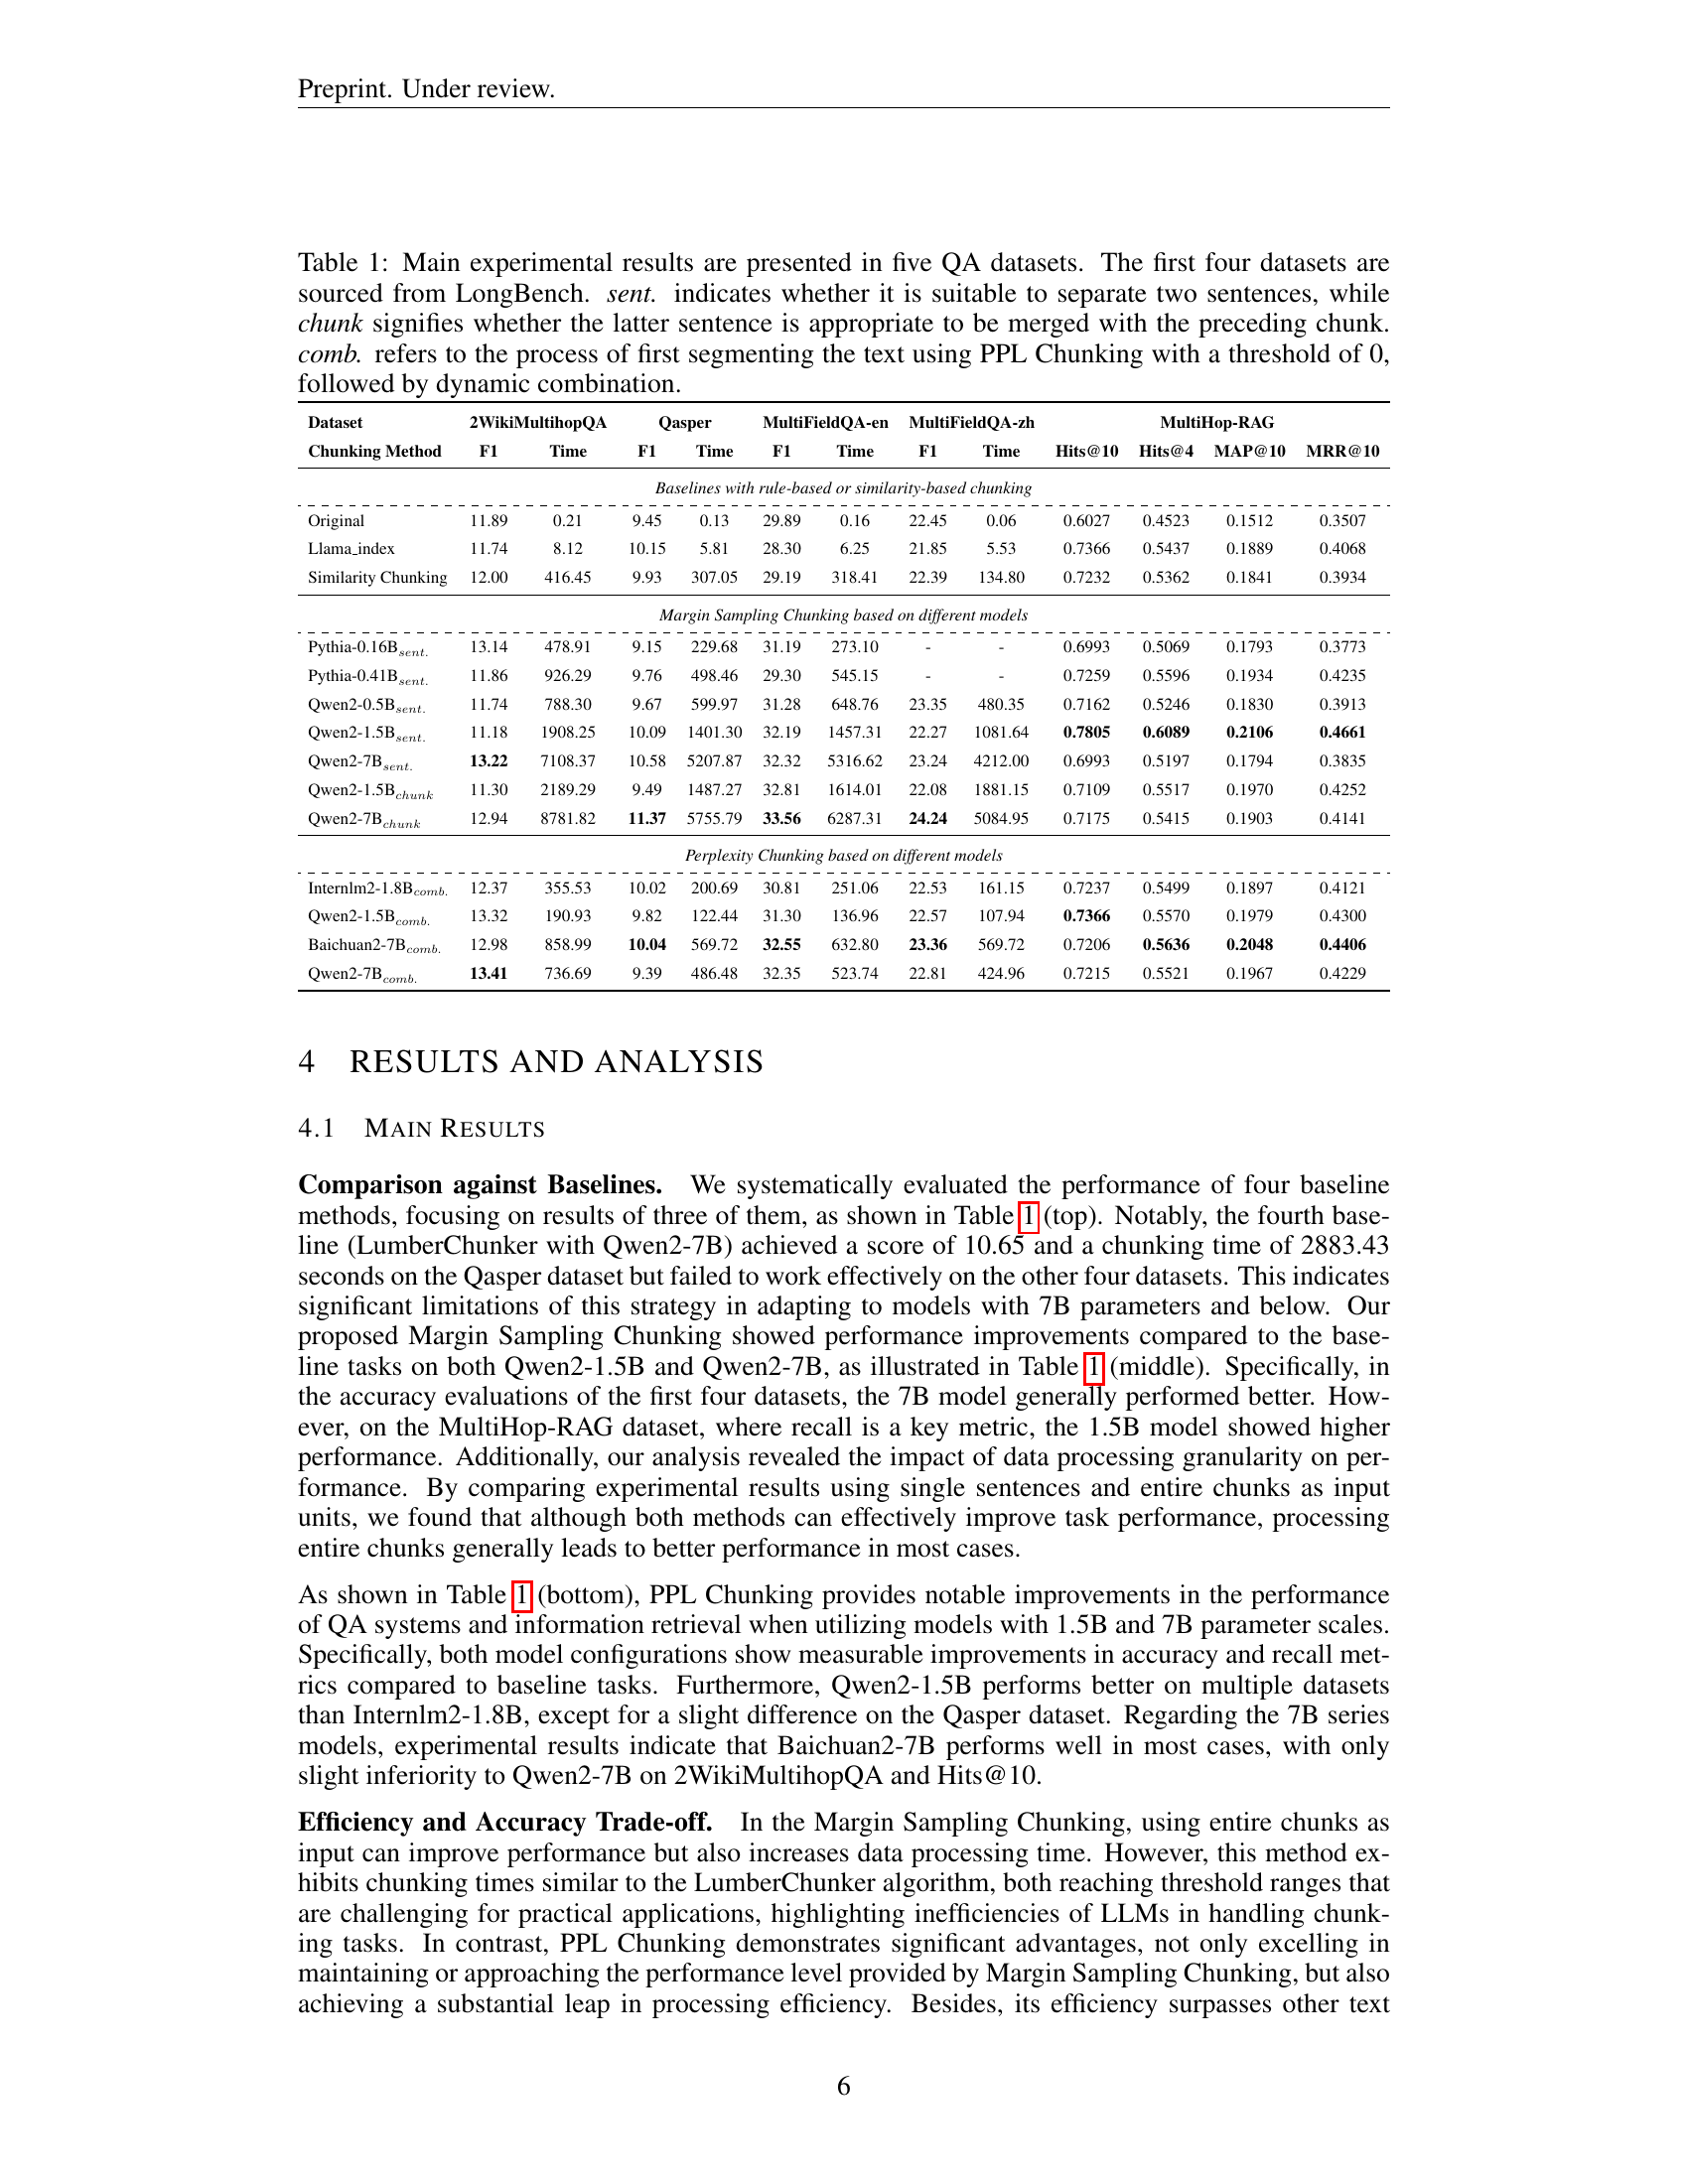 Preprint. Under review.
Table 1: Main experimental results are presented in five QA datasets. The first four datasets are
sourced from LongBench. sent. indicates whether it is suitable to separate two sentences, while
chunk signifies whether the latter sentence is appropriate to be merged with the preceding chunk.
comb. refers to the process of first segmenting the text using PPL Chunking with a threshold of 0,
followed by dynamic combination.
Dataset 2WikiMultihopQA Qasper MultiFieldQA-en MultiFieldQA-zh MultiHop-RAG
Chunking Method F1 Time F1 Time F1 Time F1 Time Hits@10 Hits@4 MAP@10 MRR@10
Baselines with rule-based or similarity-based chunking
Original 11.89 0.21 9.45 0.13 29.89 0.16 22.45 0.06 0.6027 0.4523 0.1512 0.3507
Llama_index 11.74 8.12 10.15 5.81 28.30 6.25 21.85 5.53 0.7366 0.5437 0.1889 0.4068
Similarity Chunking 12.00 416.45 9.93 307.05 29.19 318.41 22.39 134.80 0.7232 0.5362 0.1841 0.3934
Margin Sampling Chunking based on different models
Pythia-0.16Bsent. 13.14 478.91 9.15 229.68 31.19 273.10 - - 0.6993 0.5069 0.1793 0.3773
Pythia-0.41Bsent. 11.86 926.29 9.76 498.46 29.30 545.15 - - 0.7259 0.5596 0.1934 0.4235
Qwen2-0.5Bsent. 11.74 788.30 9.67 599.97 31.28 648.76 23.35 480.35 0.7162 0.5246 0.1830 0.3913
Qwen2-1.5Bsent. 11.18 1908.25 10.09 1401.30 32.19 1457.31 22.27 1081.64 0.7805 0.6089 0.2106 0.4661
Qwen2-7Bsent. 13.22 7108.37 10.58 5207.87 32.32 5316.62 23.24 4212.00 0.6993 0.5197 0.1794 0.3835
Qwen2-1.5Bchunk 11.30 2189.29 9.49 1487.27 32.81 1614.01 22.08 1881.15 0.7109 0.5517 0.1970 0.4252
Qwen2-7Bchunk 12.94 8781.82 11.37 5755.79 33.56 6287.31 24.24 5084.95 0.7175 0.5415 0.1903 0.4141
Perplexity Chunking based on different models
Internlm2-1.8Bcomb. 12.37 355.53 10.02 200.69 30.81 251.06 22.53 161.15 0.7237 0.5499 0.1897 0.4121
Qwen2-1.5Bcomb. 13.32 190.93 9.82 122.44 31.30 136.96 22.57 107.94 0.7366 0.5570 0.1979 0.4300
Baichuan2-7Bcomb. 12.98 858.99 10.04 569.72 32.55 632.80 23.36 569.72 0.7206 0.5636 0.2048 0.4406
Qwen2-7Bcomb. 13.41 736.69 9.39 486.48 32.35 523.74 22.81 424.96 0.7215 0.5521 0.1967 0.4229
4 RESULTS AND ANALYSIS
4.1 MAIN RESULTS
Comparison against Baselines. We systematically evaluated the performance of four baseline
methods, focusing on results of three of them, as shown in Table 1 (top). Notably, the fourth base-
line (LumberChunker with Qwen2-7B) achieved a score of 10.65 and a chunking time of 2883.43
seconds on the Qasper dataset but failed to work effectively on the other four datasets. This indicates
significant limitations of this strategy in adapting to models with 7B parameters and below. Our
proposed Margin Sampling Chunking showed performance improvements compared to the base-
line tasks on both Qwen2-1.5B and Qwen2-7B, as illustrated in Table 1 (middle). Specifically, in
the accuracy evaluations of the first four datasets, the 7B model generally performed better. How-
ever, on the MultiHop-RAG dataset, where recall is a key metric, the 1.5B model showed higher
performance. Additionally, our analysis revealed the impact of data processing granularity on per-
formance. By comparing experimental results using single sentences and entire chunks as input
units, we found that although both methods can effectively improve task performance, processing
entire chunks generally leads to better performance in most cases.
As shown in Table 1 (bottom), PPL Chunking provides notable improvements in the performance
of QA systems and information retrieval when utilizing models with 1.5B and 7B parameter scales.
Specifically, both model configurations show measurable improvements in accuracy and recall met-
rics compared to baseline tasks. Furthermore, Qwen2-1.5B performs better on multiple datasets
than Internlm2-1.8B, except for a slight difference on the Qasper dataset. Regarding the 7B series
models, experimental results indicate that Baichuan2-7B performs well in most cases, with only
slight inferiority to Qwen2-7B on 2WikiMultihopQA and Hits@10.
Efficiency and Accuracy Trade-off. In the Margin Sampling Chunking, using entire chunks as
input can improve performance but also increases data processing time. However, this method ex-
hibits chunking times similar to the LumberChunker algorithm, both reaching threshold ranges that
are challenging for practical applications, highlighting inefficiencies of LLMs in handling chunk-
ing tasks. In contrast, PPL Chunking demonstrates significant advantages, not only excelling in
maintaining or approaching the performance level provided by Margin Sampling Chunking, but also
achieving a substantial leap in processing efficiency. Besides, its efficiency surpasses other text
6